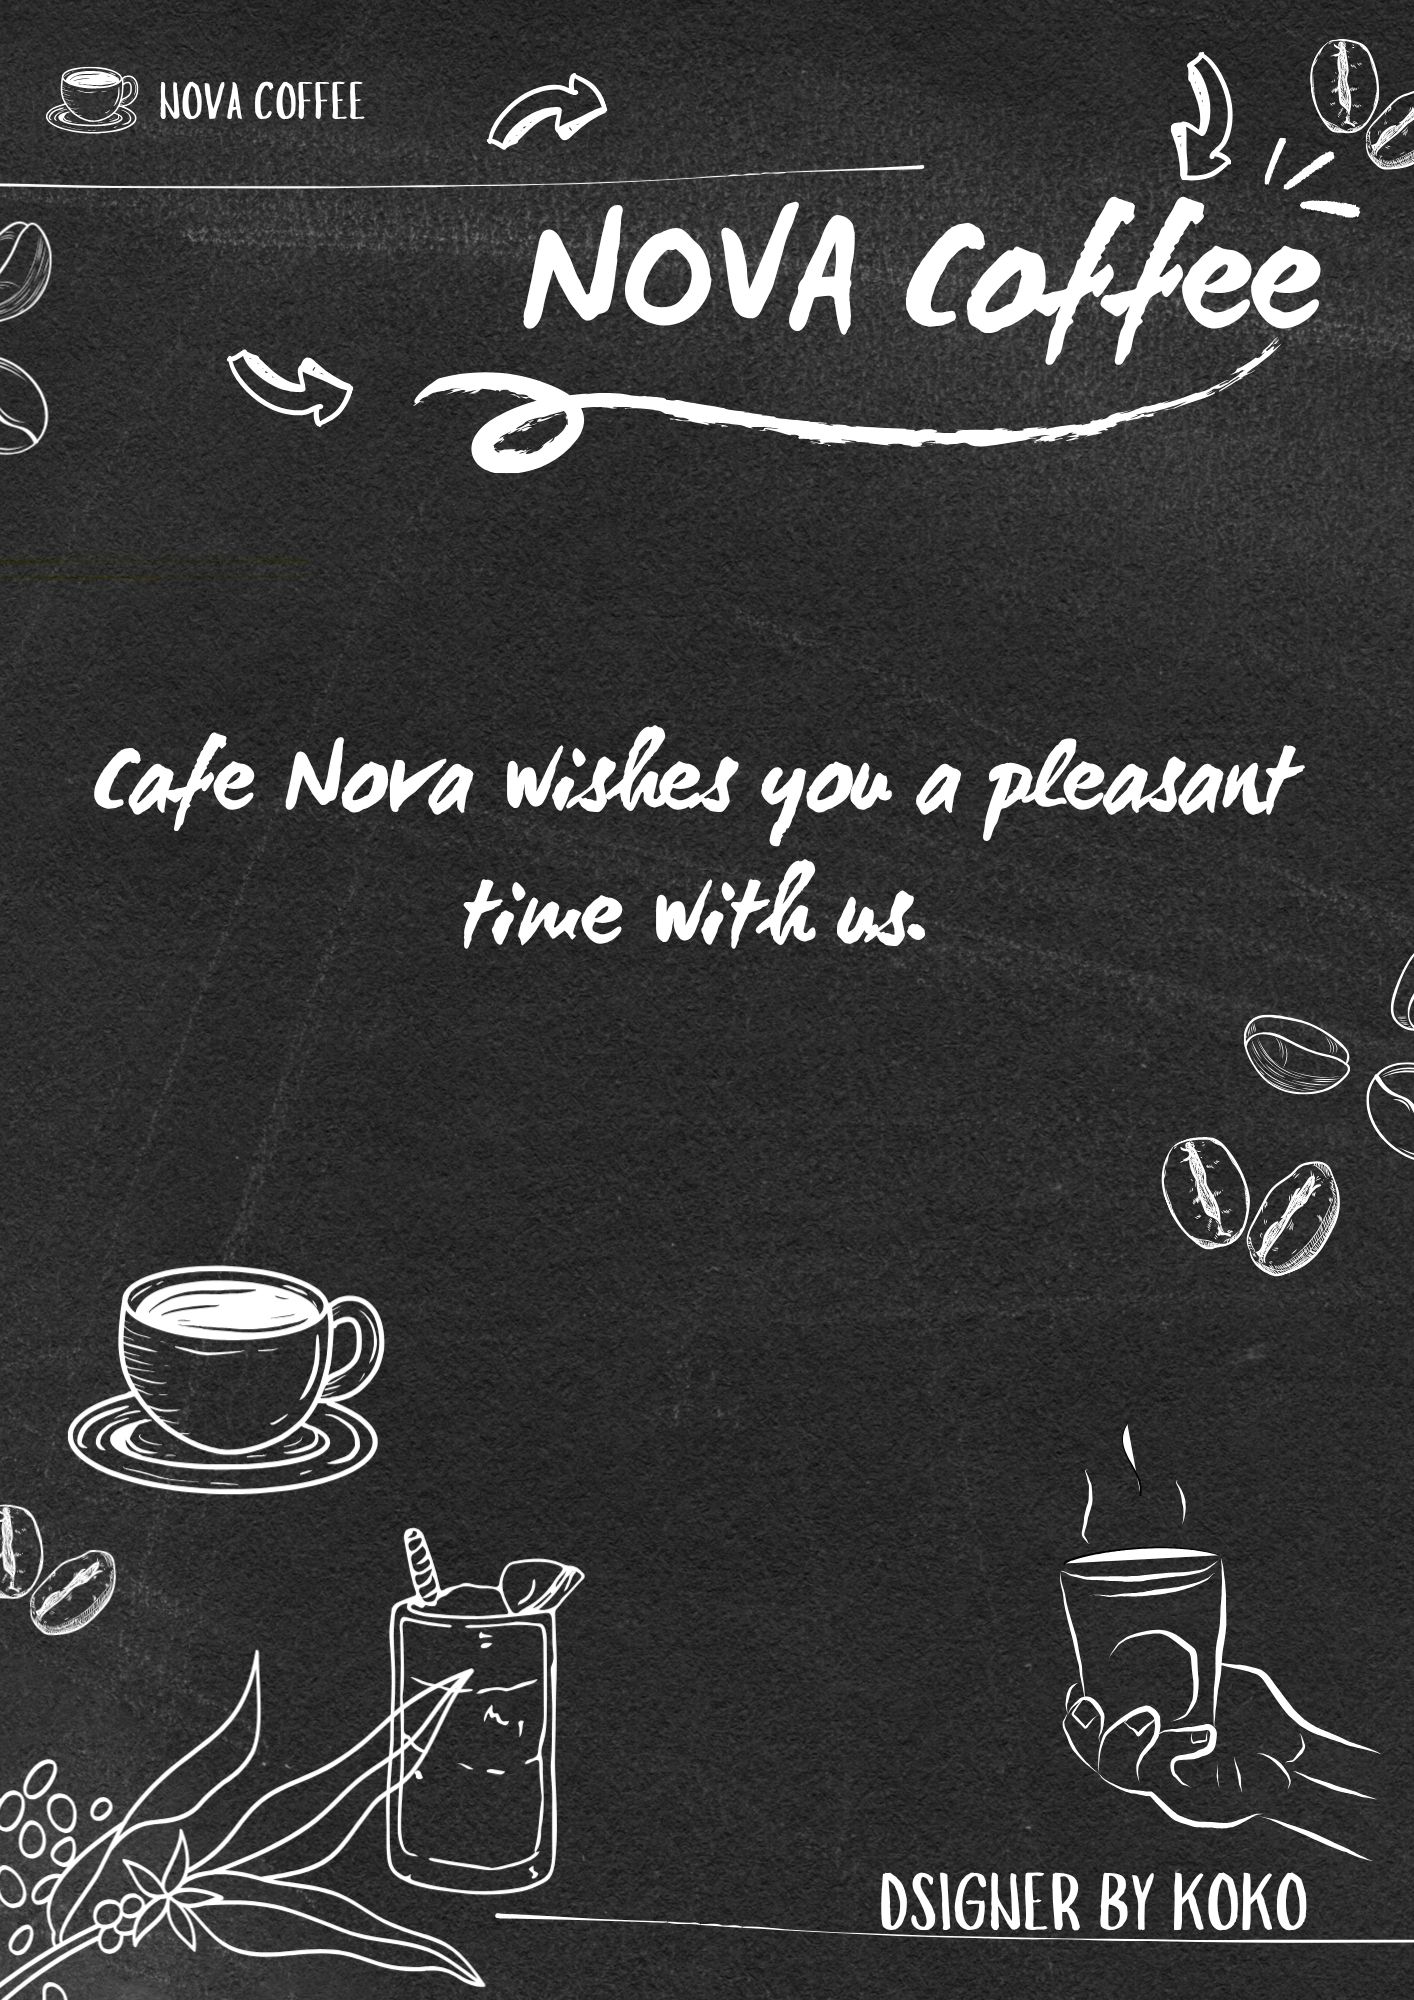 NOVA COFFEE
NOVA Coffee
Cafe Nova wishes you a pleasant
time with us.
DSIGNER BY KOKO